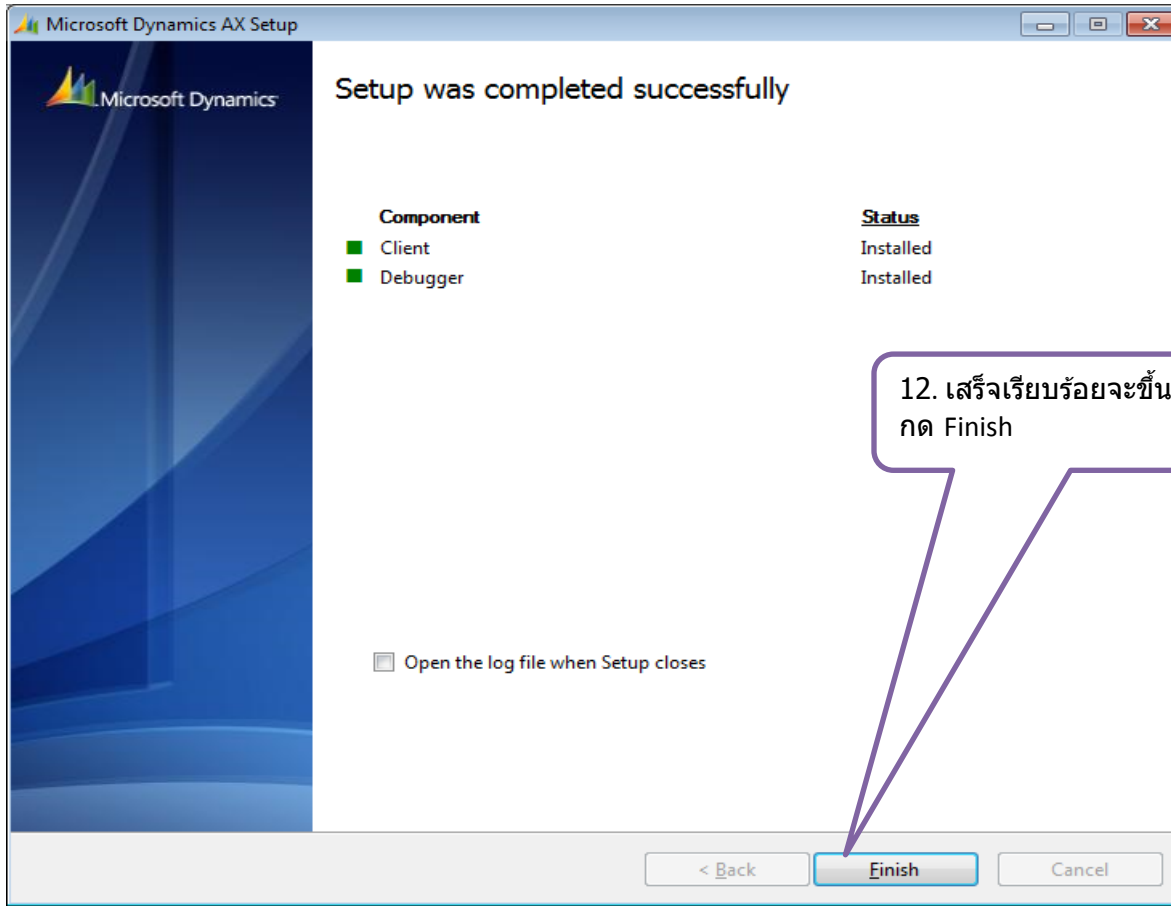 Microsoft Dynamics AX Setup
Microsoft Dynamics
Setup was completed successfully
Component Status
Client Installed
Debugger Installed
12. เสร็จเรียบร้อยจะขึ้น
กด Finish
Open the log file when Setup closes
< Back Finish Cancel